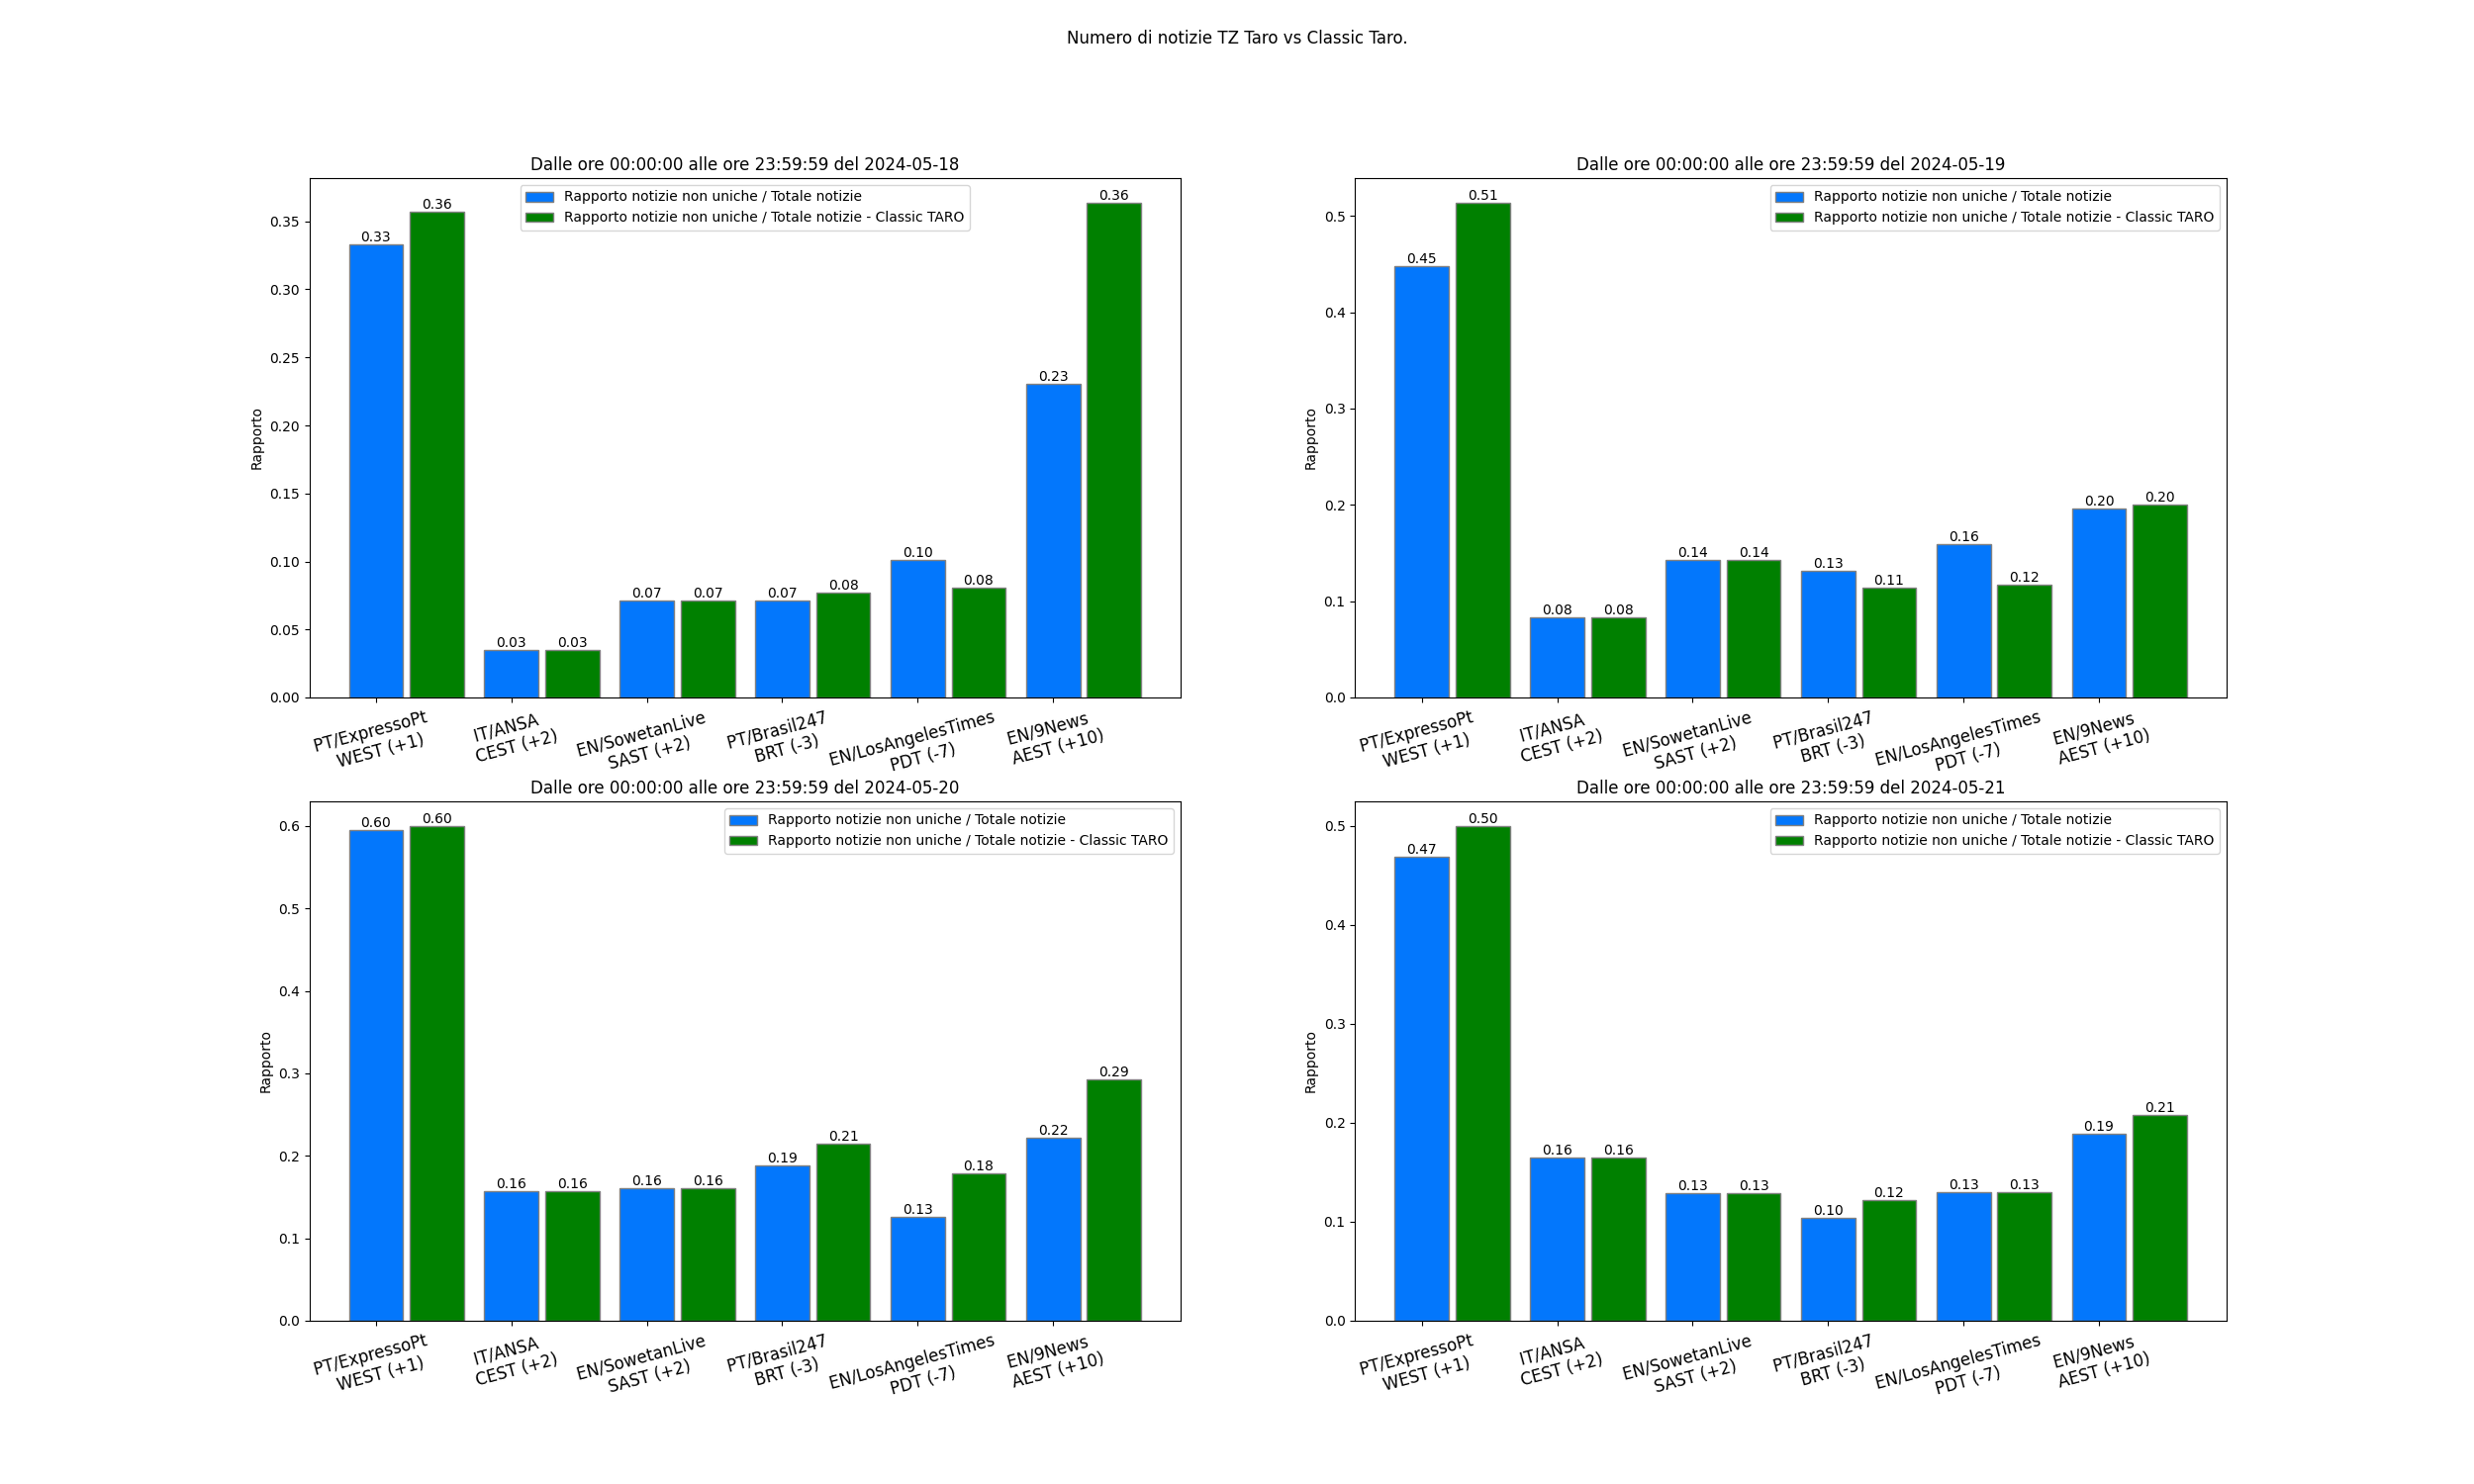 Numero di notizie TZ Taro vs Classic Taro.
Dalle ore 00:00:00 alle ore 23:59:59 del 2024-05-18
Rapporto notizie non uniche / Totale notizie
Rapporto notizie non uniche / Totale notizie - Classic TARO
Rapporto
0.35
0.30
0.25
0.20
0.15
0.10
0.05
0.00
0.33
0.36
0.03
0.03
0.07
0.07
0.07
0.08
0.10
0.08
0.23
0.36
PT/ExpressoPt
WEST (+1)
IT/ANSA
CEST (+2)
EN/SowetanLive
SAST (+2)
PT/Brasil247
BRT (-3)
EN/LosAngelesTimes
PDT (-7)
EN/9News
AEST (+10)
Dalle ore 00:00:00 alle ore 23:59:59 del 2024-05-19
Rapporto notizie non uniche / Totale notizie
Rapporto notizie non uniche / Totale notizie - Classic TARO
Rapporto
0.5
0.4
0.3
0.2
0.1
0.0
0.45
0.51
0.08
0.08
0.14
0.14
0.13
0.11
0.16
0.12
0.20
0.20
PT/ExpressoPt
WEST (+1)
IT/ANSA
CEST (+2)
EN/SowetanLive
SAST (+2)
PT/Brasil247
BRT (-3)
EN/LosAngelesTimes
PDT (-7)
EN/9News
AEST (+10)
Dalle ore 00:00:00 alle ore 23:59:59 del 2024-05-20
Rapporto notizie non uniche / Totale notizie
Rapporto notizie non uniche / Totale notizie - Classic TARO
Rapporto
0.6
0.5
0.4
0.3
0.2
0.1
0.0
0.60
0.60
0.16
0.16
0.16
0.16
0.19
0.21
0.13
0.18
0.22
0.29
PT/ExpressoPt
WEST (+1)
IT/ANSA
CEST (+2)
EN/SowetanLive
SAST (+2)
PT/Brasil247
BRT (-3)
EN/LosAngelesTimes
PDT (-7)
EN/9News
AEST (+10)
Dalle ore 00:00:00 alle ore 23:59:59 del 2024-05-21
Rapporto notizie non uniche / Totale notizie
Rapporto notizie non uniche / Totale notizie - Classic TARO
Rapporto
0.5
0.4
0.3
0.2
0.1
0.0
0.47
0.50
0.16
0.16
0.13
0.13
0.10
0.12
0.13
0.13
0.19
0.21
PT/ExpressoPt
WEST (+1)
IT/ANSA
CEST (+2)
EN/SowetanLive
SAST (+2)
PT/Brasil247
BRT (-3)
EN/LosAngelesTimes
PDT (-7)
EN/9News
AEST (+10)